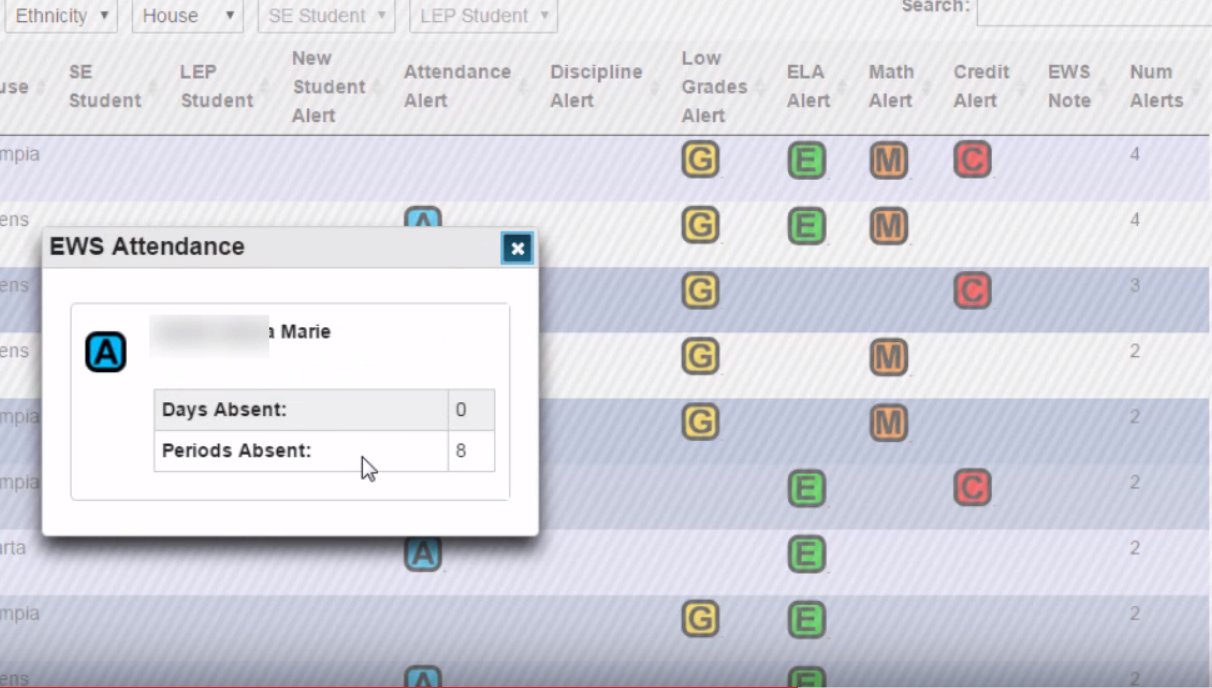 Search:
Ethnicity House SE Student LEP Student
use SE Student LEP Student New Student Alert Attendance Alert Discipline Alert Low Grades Alert ELA Alert Math Alert Credit Alert EWS Note Num Alerts
mpia G E M C 4
ens A G E M 4
ens G C 3
ens G M 2
mpia G M 2
mpia E C 2
arta A E 2
mpia G E 2
ens A E 2
EWS Attendance
A a Marie
Days Absent: 0
Periods Absent: 8